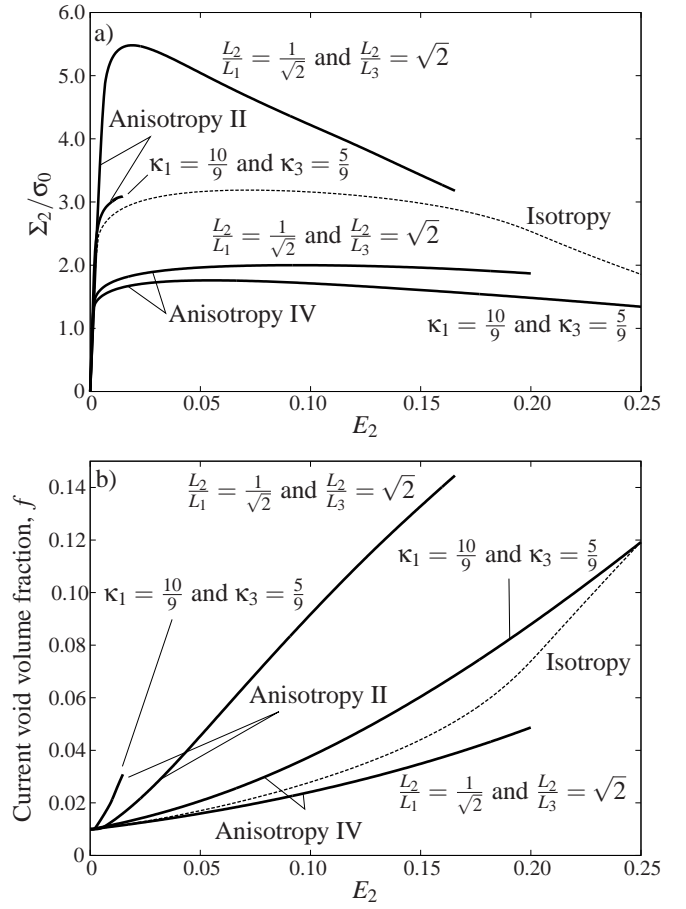 a)
L₂/L₁ = 1/√2 and L₂/L₃ = √2
Anisotropy II
κ₁ = 10/9 and κ₃ = 5/9
Isotropy
L₂/L₁ = 1/√2 and L₂/L₃ = √2
Anisotropy IV
κ₁ = 10/9 and κ₃ = 5/9
Σ₂/σ₀
6.0
5.0
4.0
3.0
2.0
1.0
0
0 0.05 0.10 0.15 0.20 0.25
E₂
b)
L₂/L₁ = 1/√2 and L₂/L₃ = √2
κ₁ = 10/9 and κ₃ = 5/9
κ₁ = 10/9 and κ₃ = 5/9
Isotropy
Anisotropy II
L₂/L₁ = 1/√2 and L₂/L₃ = √2
Anisotropy IV
Current void volume fraction, f
0.14
0.12
0.10
0.08
0.06
0.04
0.02
0
0 0.05 0.10 0.15 0.20 0.25
E₂